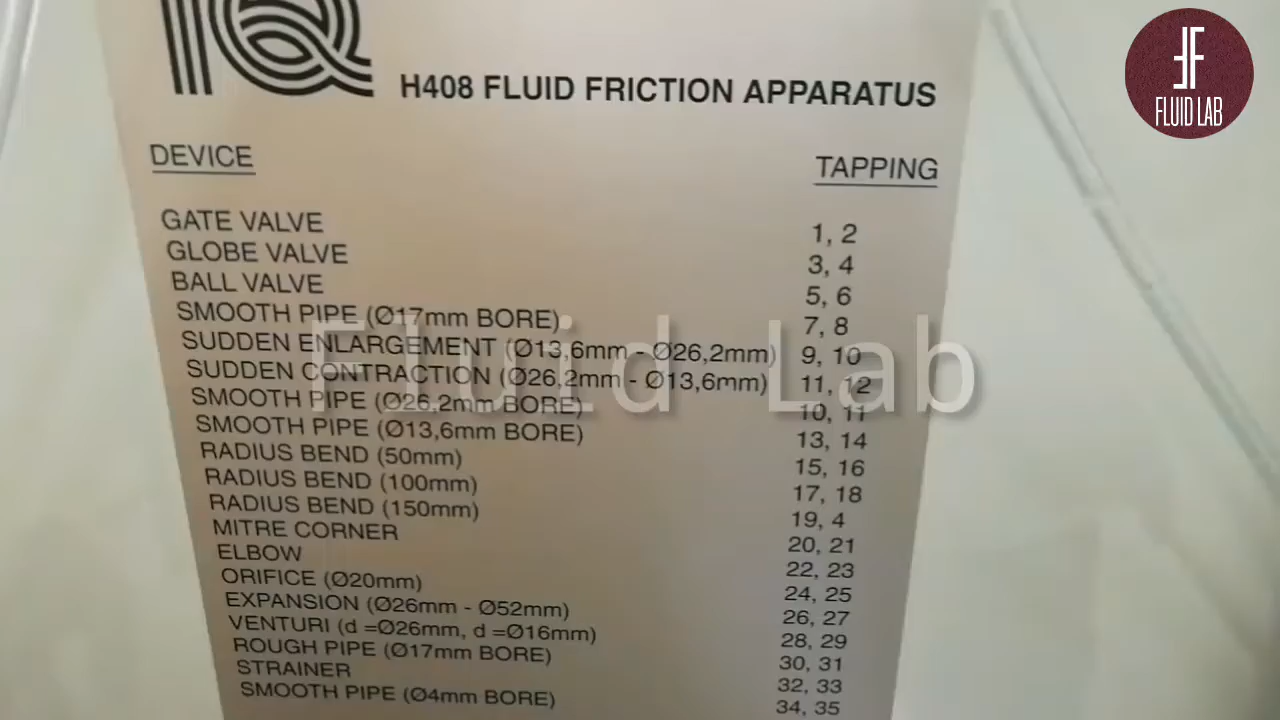 TQ
H408 FLUID FRICTION APPARATUS
FLUID LAB
DEVICE TAPPING
GATE VALVE 1, 2
GLOBE VALVE 3, 4
BALL VALVE 5, 6
SMOOTH PIPE (Ø17mm BORE) 7, 8
SUDDEN ENLARGEMENT (Ø13,6mm - Ø26,2mm) 9, 10
SUDDEN CONTRACTION (Ø26,2mm - Ø13,6mm) 11, 12
SMOOTH PIPE (Ø26,2mm BORE) 10, 11
SMOOTH PIPE (Ø13,6mm BORE) 13, 14
RADIUS BEND (50mm) 15, 16
RADIUS BEND (100mm) 17, 18
RADIUS BEND (150mm) 19, 4
MITRE CORNER 20, 21
ELBOW 22, 23
ORIFICE (Ø20mm) 24, 25
EXPANSION (Ø26mm - Ø52mm) 26, 27
VENTURI (d =Ø26mm, d =Ø16mm) 28, 29
ROUGH PIPE (Ø17mm BORE) 30, 31
STRAINER 32, 33
SMOOTH PIPE (Ø4mm BORE) 34, 35
Fluid Lab